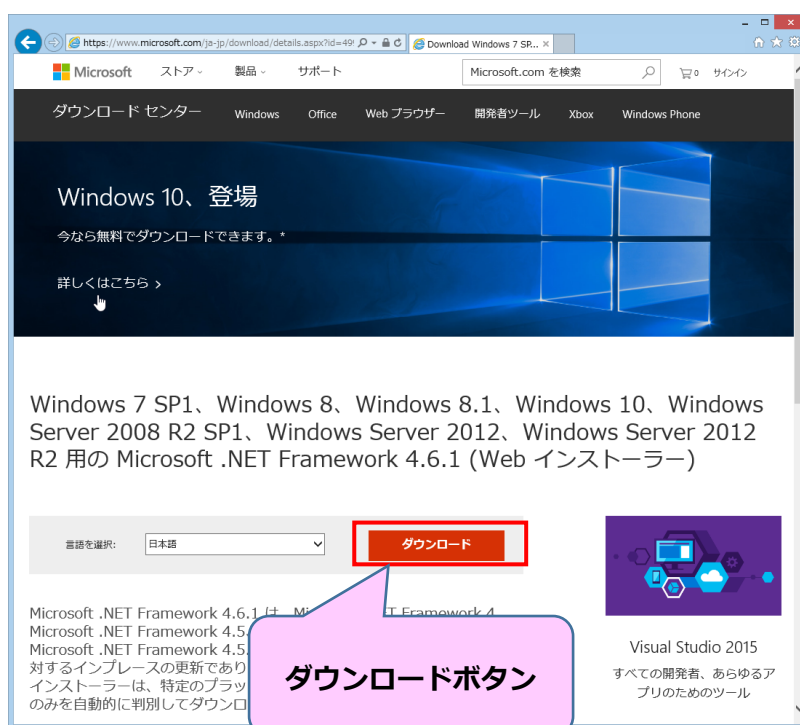 https://www.microsoft.com/ja-jp/download/details.aspx?id=49
Download Windows 7 SP...
Microsoft ストア 製品 サポート Microsoft.com を検索 0 サインイン
ダウンロード センター Windows Office Web ブラウザー 開発者ツール Xbox Windows Phone
Windows 10、登場
今なら無料でダウンロードできます。*
詳しくはこちら >
Windows 7 SP1、Windows 8、Windows 8.1、Windows 10、Windows
Server 2008 R2 SP1、Windows Server 2012、Windows Server 2012
R2 用の Microsoft .NET Framework 4.6.1 (Web インストーラー)
言語を選択: 日本語 ダウンロード
Microsoft .NET Framework 4.6.1 は、 Framework 4
Microsoft .NET Framework 4.5.
Microsoft .NET Framework 4.5.
対するインプレースの更新であり
インストーラーは、特定のプラッ
のみを自動的に判別してダウンロ
ダウンロードボタン
Visual Studio 2015
すべての開発者、あらゆるア
プリのためのツール